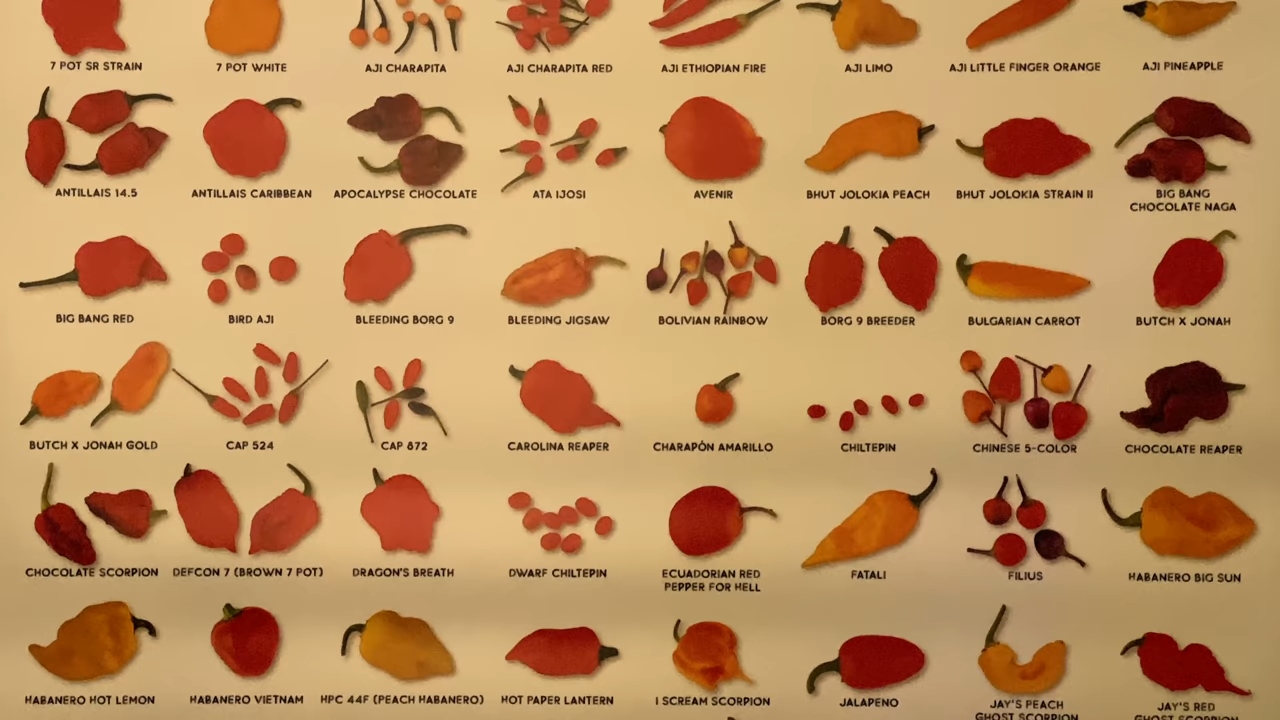 7 POT SR STRAIN
7 POT WHITE
AJI CHARAPITA
AJI CHARAPITA RED
AJI ETHIOPIAN FIRE
AJI LIMO
AJI LITTLE FINGER ORANGE
AJI PINEAPPLE
ANTILLAIS 14.5
ANTILLAIS CARIBBEAN
APOCALYPSE CHOCOLATE
ATA IJOSI
AVENIR
BHUT JOLOKIA PEACH
BHUT JOLOKIA STRAIN II
BIG BANG
CHOCOLATE NAGA
BIG BANG RED
BIRD AJI
BLEEDING BORG 9
BLEEDING JIGSAW
BOLIVIAN RAINBOW
BORG 9 BREEDER
BULGARIAN CARROT
BUTCH X JONAH
BUTCH X JONAH GOLD
CAP 524
CAP 872
CAROLINA REAPER
CHARAPÓN AMARILLO
CHILTEPIN
CHINESE 5-COLOR
CHOCOLATE REAPER
CHOCOLATE SCORPION
DEFCON 7 (BROWN 7 POT)
DRAGON'S BREATH
DWARF CHILTEPIN
ECUADORIAN RED
PEPPER FOR HELL
FATALI
FILIUS
HABANERO BIG SUN
HABANERO HOT LEMON
HABANERO VIETNAM
HPC 44F (PEACH HABANERO)
HOT PAPER LANTERN
I SCREAM SCORPION
JALAPENO
JAY'S PEACH
GHOST SCORPION
JAY'S RED
GHOST SCORPION